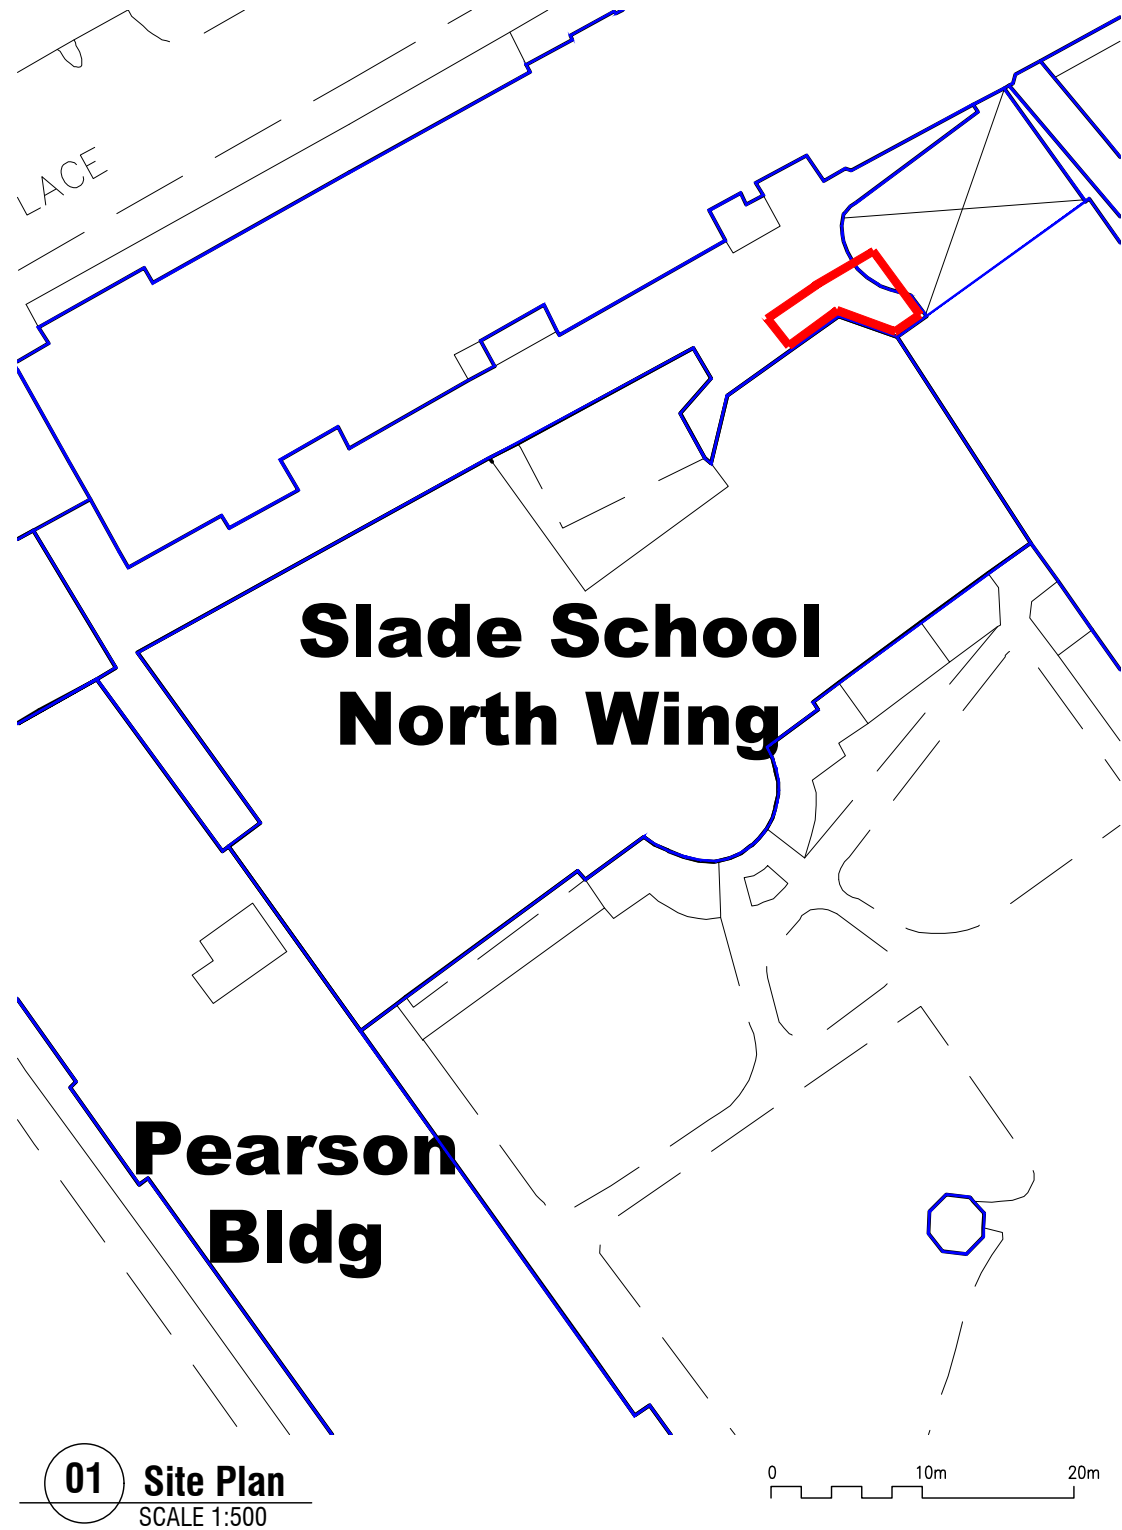 LACE
Slade School
North Wing
Pearson
Bldg
01 Site Plan
SCALE 1:500
0 10m 20m